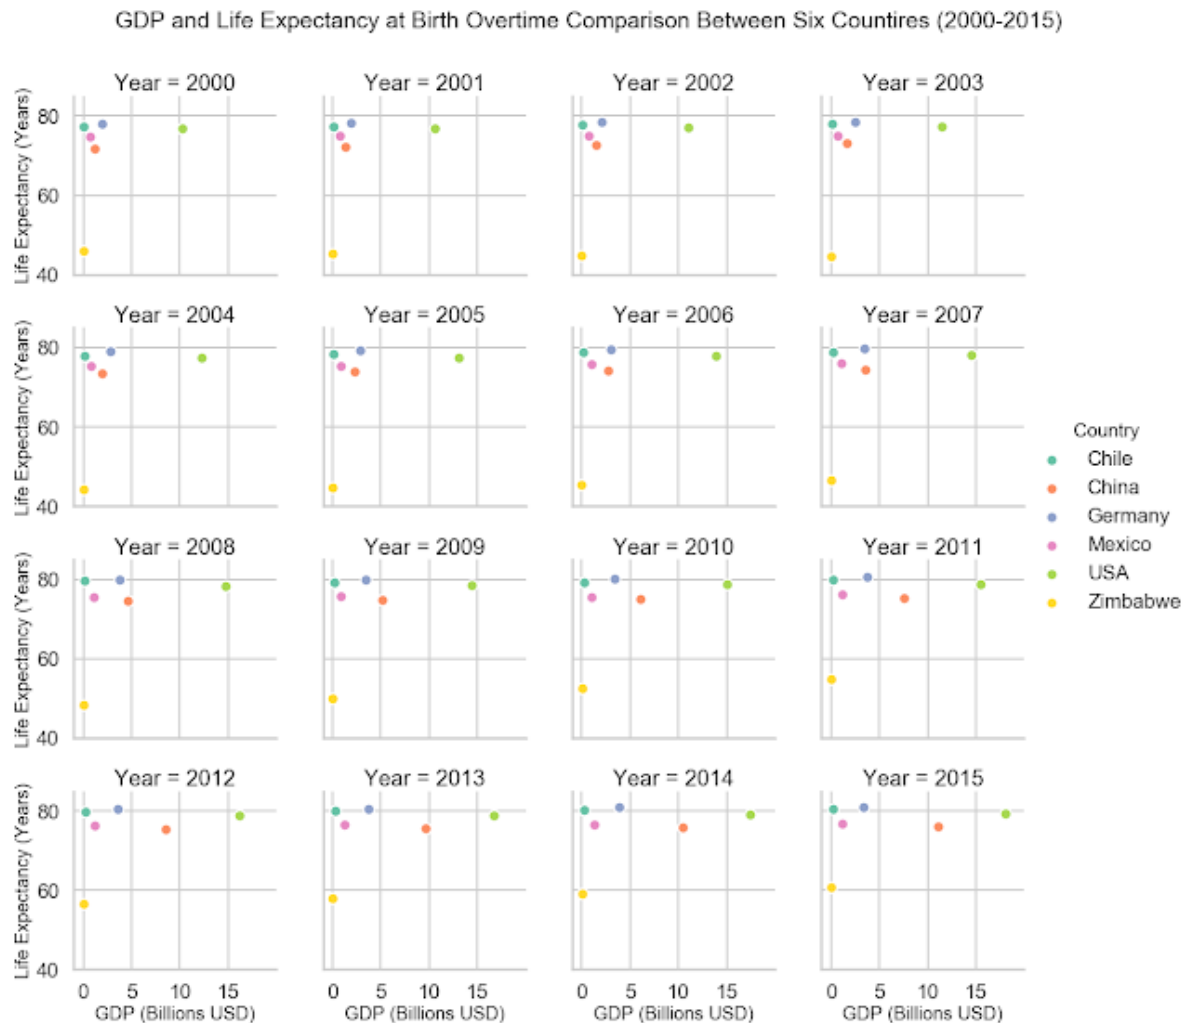 GDP and Life Expectancy at Birth Overtime Comparison Between Six Countires (2000-2015)
Year = 2000
Year = 2001
Year = 2002
Year = 2003
Life Expectancy (Years)
80
60
40
Year = 2004
Year = 2005
Year = 2006
Year = 2007
Life Expectancy (Years)
80
60
40
Country
Chile
China
Germany
Mexico
USA
Zimbabwe
Year = 2008
Year = 2009
Year = 2010
Year = 2011
Life Expectancy (Years)
80
60
40
Year = 2012
Year = 2013
Year = 2014
Year = 2015
Life Expectancy (Years)
80
60
40
0 5 10 15
0 5 10 15
0 5 10 15
0 5 10 15
GDP (Billions USD)
GDP (Billions USD)
GDP (Billions USD)
GDP (Billions USD)